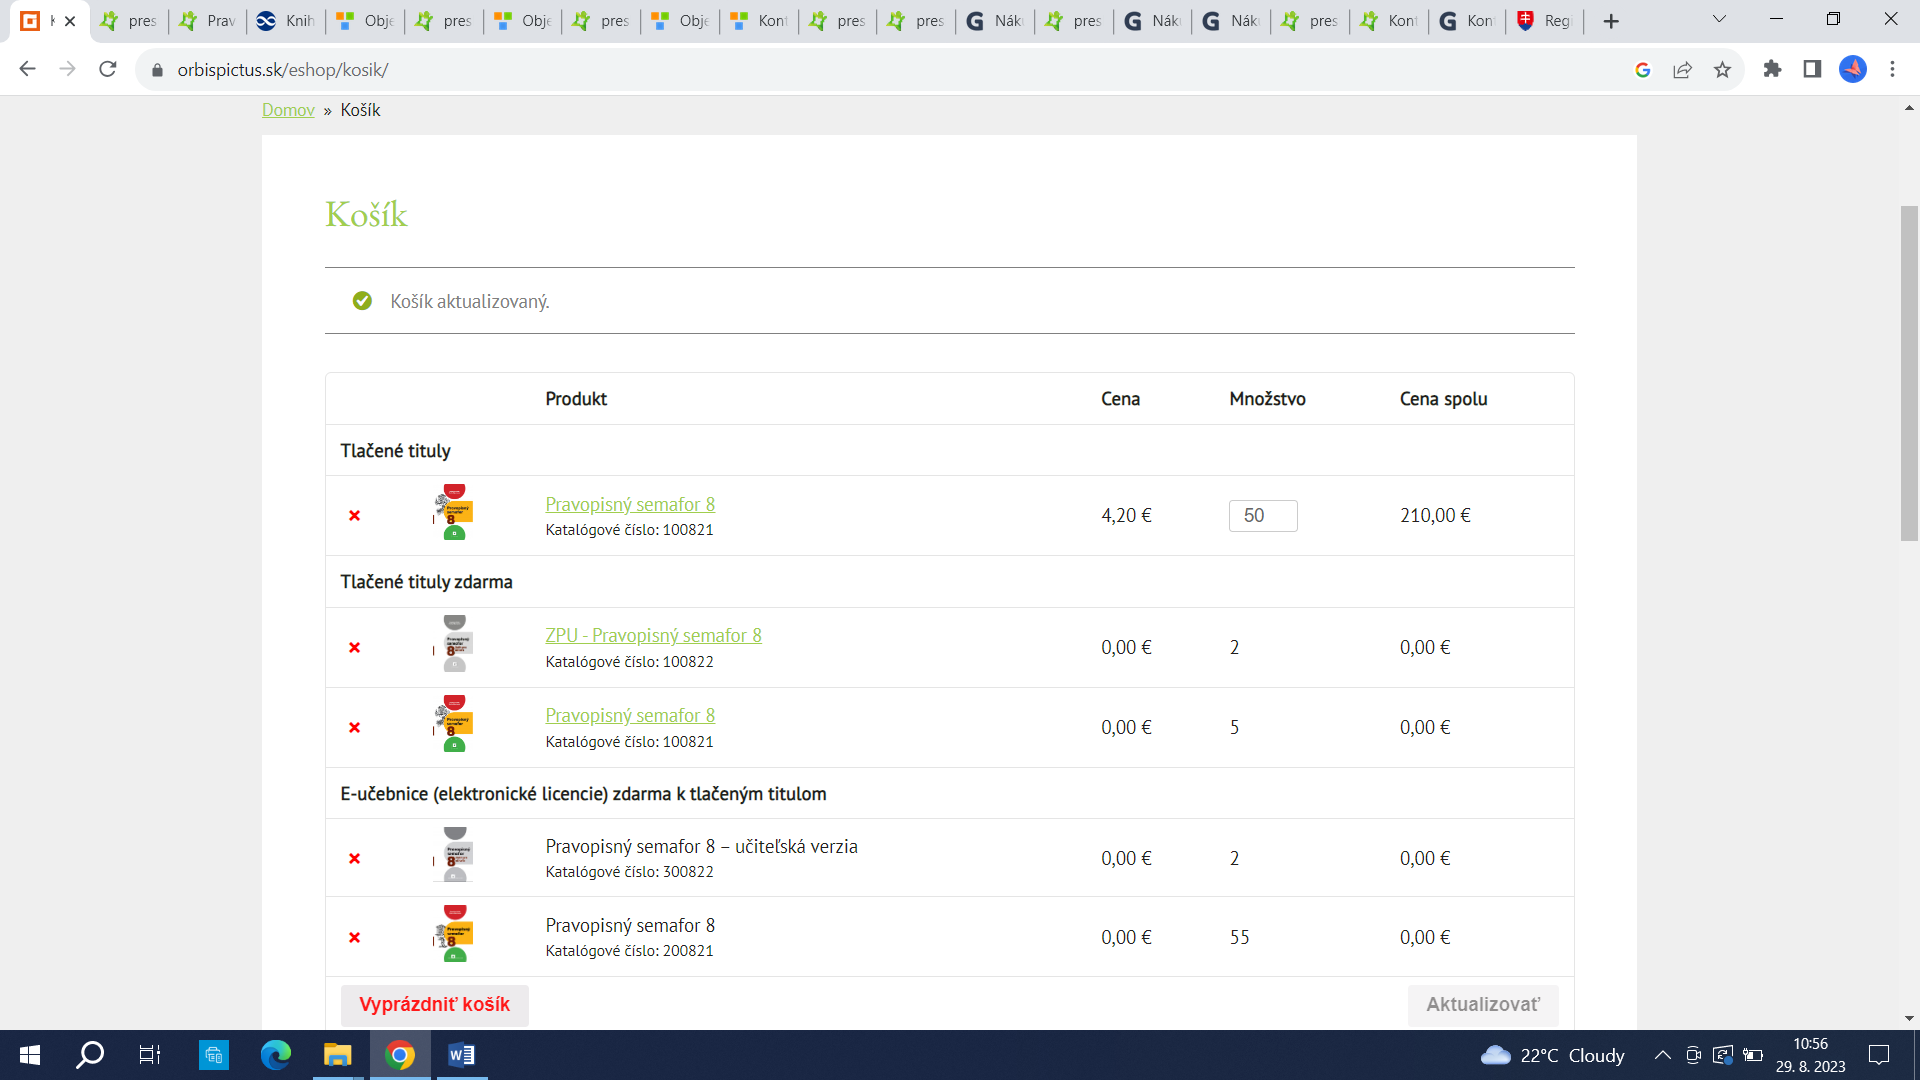 pres
Prav
Knih
Obje
pres
Obje
pres
Obje
Kont
pres
pres
Náku
pres
Náku
Náku
pres
Kont
Kont
Regi
orbispictus.sk/eshop/kosik/
Domov » Košík
Košík
Košík aktualizovaný.
Produkt Cena Množstvo Cena spolu
Tlačené tituly
Pravopisný semafor 8
Katalógové číslo: 100821
4,20 € 50 210,00 €
Tlačené tituly zdarma
ZPU - Pravopisný semafor 8
Katalógové číslo: 100822
0,00 € 2 0,00 €
Pravopisný semafor 8
Katalógové číslo: 100821
0,00 € 5 0,00 €
E-učebnice (elektronické licencie) zdarma k tlačeným titulom
Pravopisný semafor 8 – učiteľská verzia
Katalógové číslo: 300822
0,00 € 2 0,00 €
Pravopisný semafor 8
Katalógové číslo: 200821
0,00 € 55 0,00 €
Vyprázdniť košík Aktualizovať
22°C Cloudy
10:56
29. 8. 2023